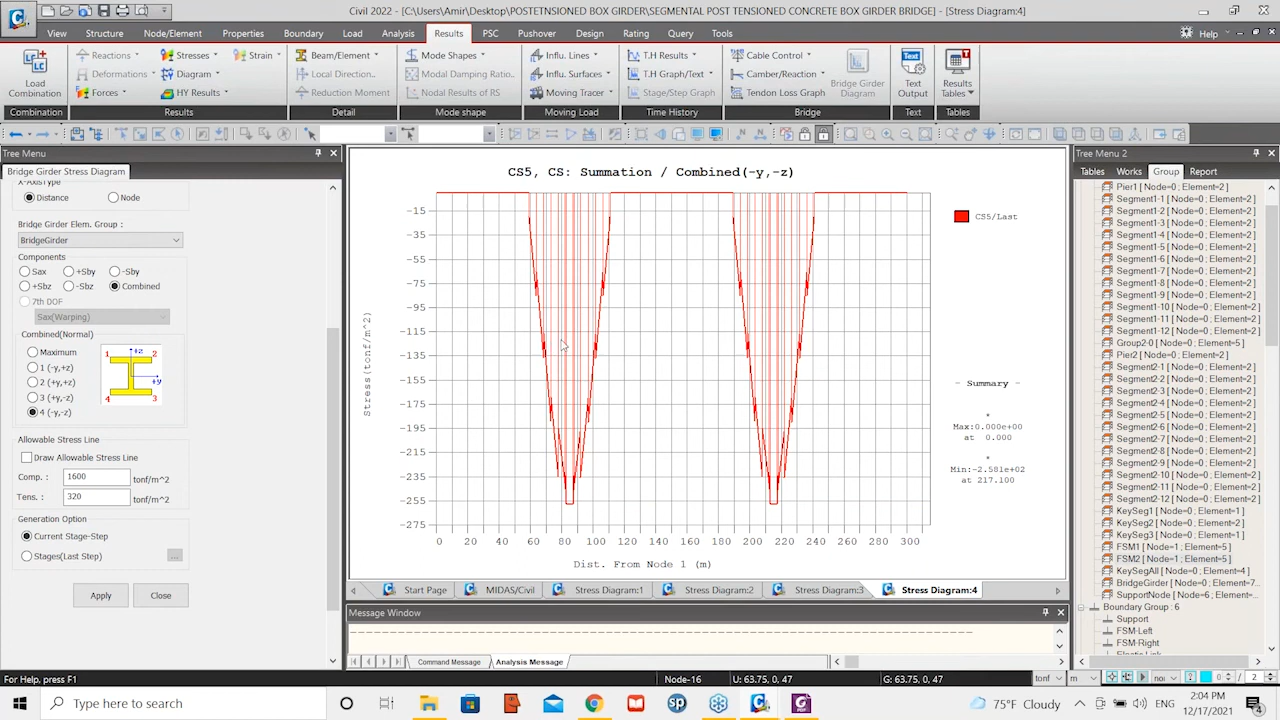 Civil 2022 - [C:\Users\Amir\Desktop\POSTETNSIONED BOX GIRDER\SEGMENTAL POST TENSIONED CONCRETE BOX GIRDER BRIDGE] - [Stress Diagram:4]
View Structure Node/Element Properties Boundary Load Analysis Results PSC Pushover Design Rating Query Tools Help
Load Combination
Reactions Stresses Strain
Deformations Diagram
Forces HY Results
Beam/Element
Local Direction..
Reduction Moment
Mode Shapes
Modal Damping Ratio..
Nodal Results of RS
Influ. Lines
Influ. Surfaces
Moving Tracer
T.H Results
T.H Graph/Text
Stage/Step Graph
Cable Control
Camber/Reaction
Tendon Loss Graph
Bridge Girder Diagram
Text Output
Results Tables
Combination Results Detail Mode shape Moving Load Time History Bridge Text Tables
Tree Menu
Bridge Girder Stress Diagram
X-AxisType
Distance Node
Bridge Girder Elem. Group :
BridgeGirder
Components
Sax +Sby -Sby
+Sbz -Sbz Combined
7th DOF
Sax(Warping)
Combined(Normal)
Maximum
1 (-y,+z)
2 (+y,+z)
3 (+y,-z)
4 (-y,-z)
+z
1 2
+y
4 3
Allowable Stress Line
Draw Allowable Stress Line
Comp. : 1600 tonf/m^2
Tens. : 320 tonf/m^2
Generation Option
Current Stage-Step
Stages(Last Step) ...
Apply Close
CS5, CS: Summation / Combined(-y,-z)
CS5/Last
-15
-35
-55
-75
-95
-115
-135
-155
-175
-195
-215
-235
-255
-275
Stress(tonf/m^2)
0 20 40 60 80 100 120 140 160 180 200 220 240 260 280 300
Dist. From Node 1 (m)
- Summary -
*
Max:0.000e+00
at 0.000
*
Min:-2.581e+02
at 217.100
Start Page MIDAS/Civil Stress Diagram:1 Stress Diagram:2 Stress Diagram:3 Stress Diagram:4
Message Window
Command Message Analysis Message
Tree Menu 2
Tables Works Group Report
Pier1 [ Node=0 ; Element=2 ]
Segment1-1 [ Node=0 ; Element=2 ]
Segment1-2 [ Node=0 ; Element=2 ]
Segment1-3 [ Node=0 ; Element=2 ]
Segment1-4 [ Node=0 ; Element=2 ]
Segment1-5 [ Node=0 ; Element=2 ]
Segment1-6 [ Node=0 ; Element=2 ]
Segment1-7 [ Node=0 ; Element=2 ]
Segment1-8 [ Node=0 ; Element=2 ]
Segment1-9 [ Node=0 ; Element=2 ]
Segment1-10 [ Node=0 ; Element=2 ]
Segment1-11 [ Node=0 ; Element=2 ]
Segment1-12 [ Node=0 ; Element=2 ]
Group2-0 [ Node=0 ; Element=5 ]
Pier2 [ Node=0 ; Element=2 ]
Segment2-1 [ Node=0 ; Element=2 ]
Segment2-2 [ Node=0 ; Element=2 ]
Segment2-3 [ Node=0 ; Element=2 ]
Segment2-4 [ Node=0 ; Element=2 ]
Segment2-5 [ Node=0 ; Element=2 ]
Segment2-6 [ Node=0 ; Element=2 ]
Segment2-7 [ Node=0 ; Element=2 ]
Segment2-8 [ Node=0 ; Element=2 ]
Segment2-9 [ Node=0 ; Element=2 ]
Segment2-10 [ Node=0 ; Element=2 ]
Segment2-11 [ Node=0 ; Element=2 ]
Segment2-12 [ Node=0 ; Element=2 ]
KeySeg1 [ Node=0 ; Element=1 ]
KeySeg2 [ Node=0 ; Element=2 ]
KeySeg3 [ Node=0 ; Element=1 ]
FSM1 [ Node=1 ; Element=5 ]
FSM2 [ Node=1 ; Element=5 ]
KeySegAll [ Node=0 ; Element=4 ]
BridgeGirder [ Node=0 ; Element=7...
SupportNode [ Node=6 ; Element=...
Boundary Group : 6
Support
FSM-Left
FSM-Right
For Help, press F1 Node-16 U: 63.75, 0, 47 G: 63.75, 0, 47 tonf m non 0 / 2
Type here to search 75°F Cloudy ENG 2:04 PM 12/17/2021 4